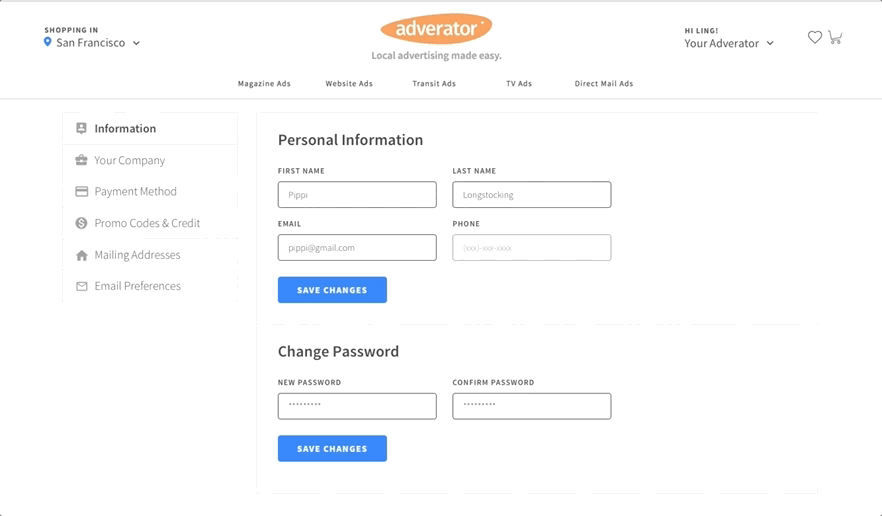 SHOPPING IN
San Francisco
adverator
Local advertising made easy.
HI LING!
Your Adverator
Magazine Ads Website Ads Transit Ads TV Ads Direct Mail Ads
Information
Your Company
Payment Method
Promo Codes & Credit
Mailing Addresses
Email Preferences
Personal Information
FIRST NAME LAST NAME
Pippi Longstocking
EMAIL PHONE
pippi@gmail.com (xxx)-xxx-xxxx
SAVE CHANGES
Change Password
NEW PASSWORD CONFIRM PASSWORD
········· ·········
SAVE CHANGES